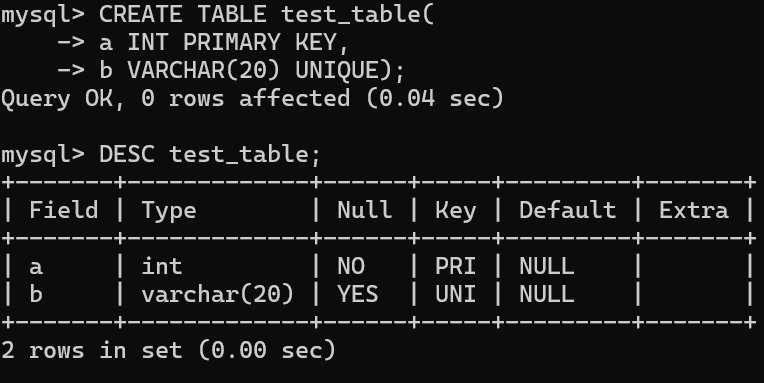 mysql> CREATE TABLE test_table(
    -> a INT PRIMARY KEY,
    -> b VARCHAR(20) UNIQUE);
Query OK, 0 rows affected (0.04 sec)

mysql> DESC test_table;
+-------+-------------+------+-----+---------+-------+
| Field | Type        | Null | Key | Default | Extra |
+-------+-------------+------+-----+---------+-------+
| a     | int         | NO   | PRI | NULL    |       |
| b     | varchar(20) | YES  | UNI | NULL    |       |
+-------+-------------+------+-----+---------+-------+
2 rows in set (0.00 sec)